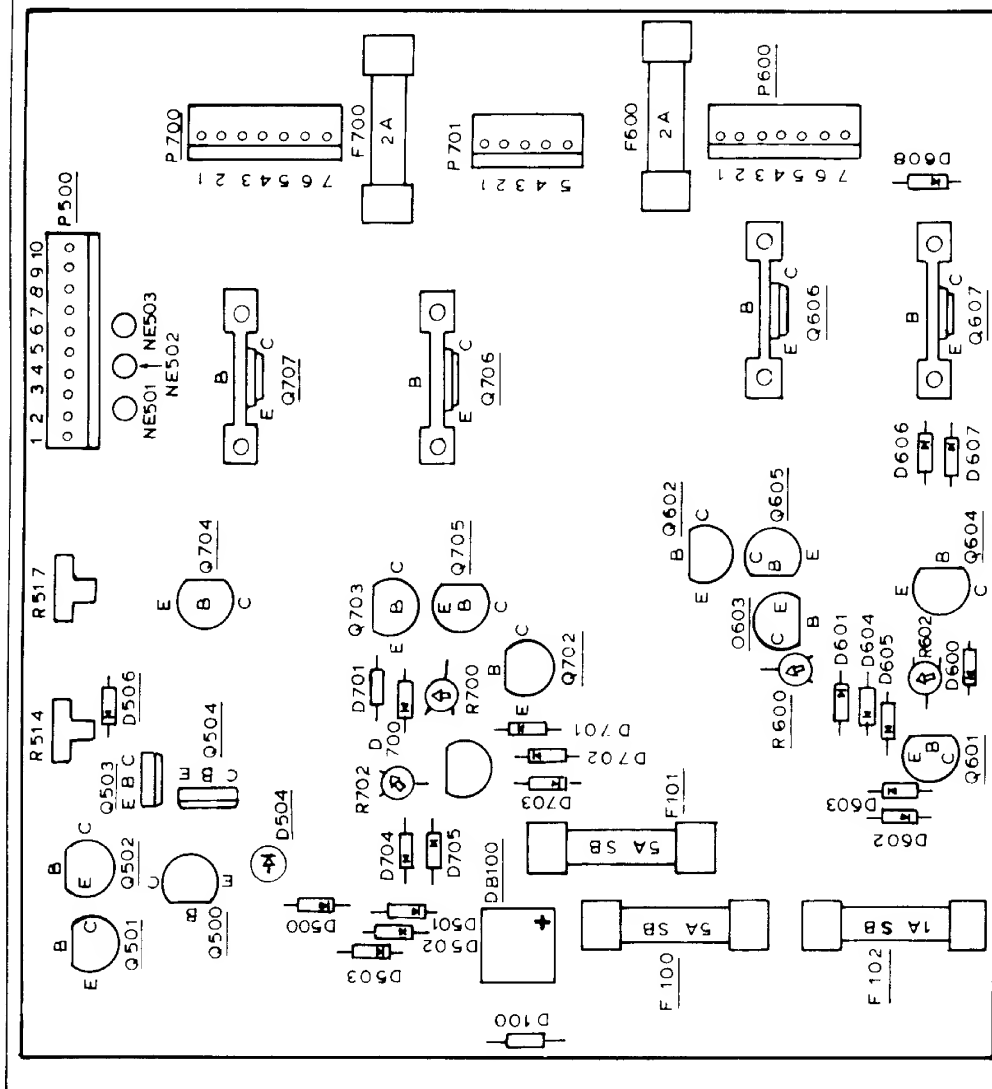 P600
P700
F700
2A
P701
F600
2A
D608
1 2 3 4 5 6 7
1 2 3 4 5
1 2 3 4 5 6 7
P500
1 2 3 4 5 6 7 8 9 10
NE501
NE502
NE503
B
E C
Q707
B
E C
Q706
B
E C
Q606
B
E C
Q607
D606
D607
R517
E B C
Q704
Q703
E B C
Q705
E B C
Q602
E B C
Q605
C B E
O603
C E B
Q604
E B C
R514
D506
Q503
E B C
Q504
E B C
D701
D 700
R700
E B C
Q702
R600
D601
D604
D605
R602
D600
R702
D701
D702
D703
Q601
E B C
D603
D602
Q502
B E C
D504
D704
D705
F101
5A SB
Q501
B C E
Q500
C B E
D500
D501
D502
D503
DB100
+
5A SB
F 100
1A SB
F 102
D100